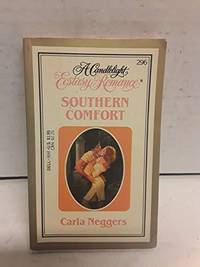 296
A Candlelight
Ecstasy Romance
SOUTHERN
COMFORT
Carla Neggers